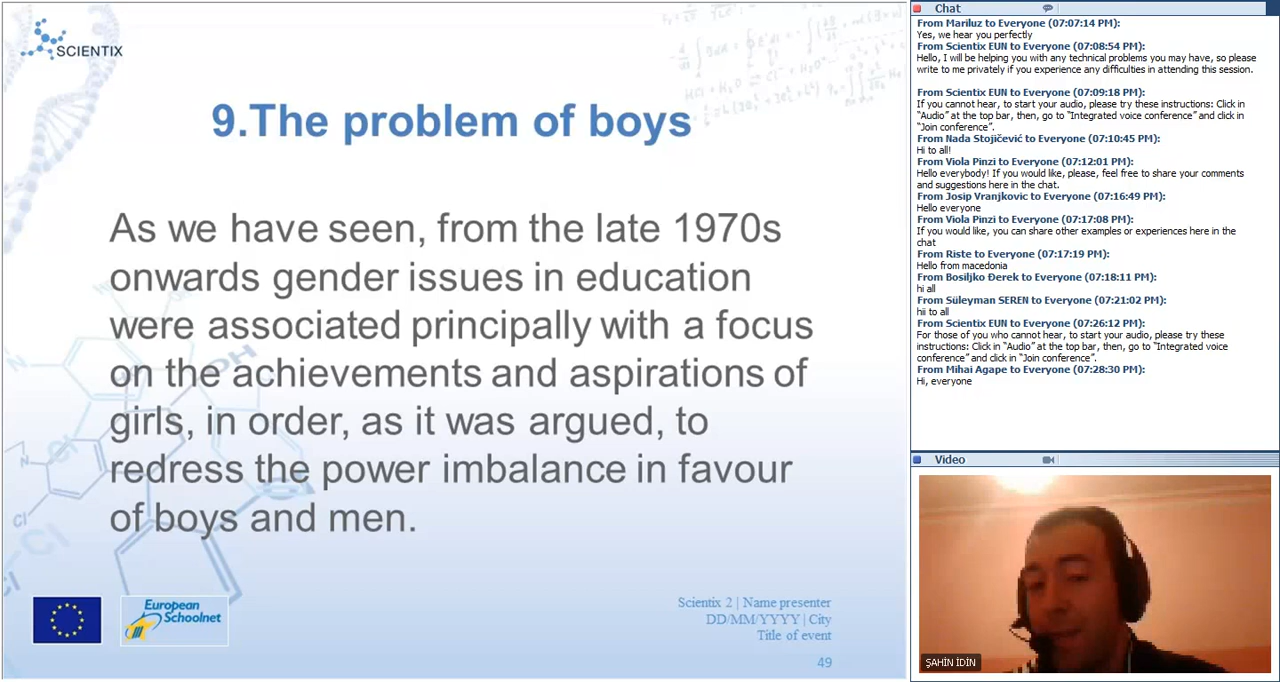 SCIENTIX
9.The problem of boys
As we have seen, from the late 1970s
onwards gender issues in education
were associated principally with a focus
on the achievements and aspirations of
girls, in order, as it was argued, to
redress the power imbalance in favour
of boys and men.
European
Schoolnet
Scientix 2 | Name presenter
DD/MM/YYYY | City
Title of event
49
Chat
From Mariluz to Everyone (07:07:14 PM):
Yes, we hear you perfectly
From Scientix EUN to Everyone (07:08:54 PM):
Hello, I will be helping you with any technical problems you may have, so please
write to me privately if you experience any difficulties in attending this session.
From Scientix EUN to Everyone (07:09:18 PM):
If you cannot hear, to start your audio, please try these instructions: Click in
“Audio” at the top bar, then, go to “Integrated voice conference” and click in
“Join conference”.
From Nada Stojičević to Everyone (07:10:45 PM):
Hi to all!
From Viola Pinzi to Everyone (07:12:01 PM):
Hello everybody! If you would like, please, feel free to share your comments
and suggestions here in the chat.
From Josip Vranjkovic to Everyone (07:16:49 PM):
Hello everyone
From Viola Pinzi to Everyone (07:17:08 PM):
If you would like, you can share other examples or experiences here in the
chat
From Riste to Everyone (07:17:19 PM):
Hello from macedonia
From Bosiljko Đerek to Everyone (07:18:11 PM):
hi all
From Süleyman SEREN to Everyone (07:21:02 PM):
hii to all
From Scientix EUN to Everyone (07:26:12 PM):
For those of you who cannot hear, to start your audio, please try these
instructions: Click in “Audio” at the top bar, then, go to “Integrated voice
conference” and click in “Join conference”.
From Mihai Agape to Everyone (07:28:30 PM):
Hi, everyone
Video
ŞAHİN İDİN